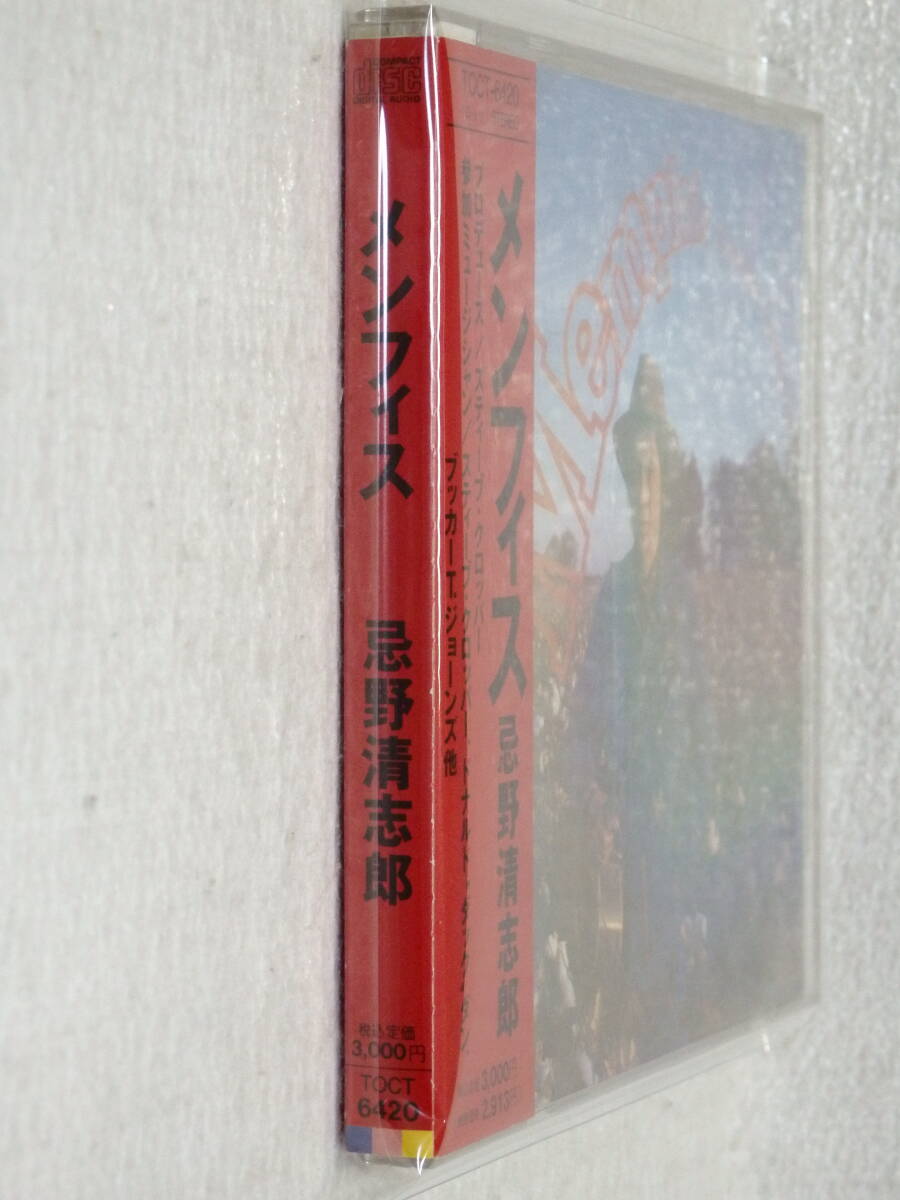 COMPACT
disc
DIGITAL AUDIO
メンフィス
忌野清志郎
税込定価
3,000円
TOCT
6420
TOCT-6420
STEREO
メンフィス 忌野清志郎
プロデュース/スティーブ・クロッパー
参加ミュージシャン/スティーブ・クロッパー、ドナルド・ダック・ダン、
ブッカーT.ジョーンズ 他
3,000円
2,913円